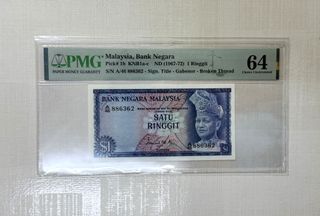 PMG
PAPER MONEY GUARANTY
Malaysia, Bank Negara
Pick# 1b KNB1a-c ND (1967-72) 1 Ringgit
S/N A/46 886362 - Sign. Title - Gabenor - Broken Thread
64
Choice Uncirculated
BANK NEGARA MALAYSIA
A/46 886362
SATU
RINGGIT
$1
A/46 886362